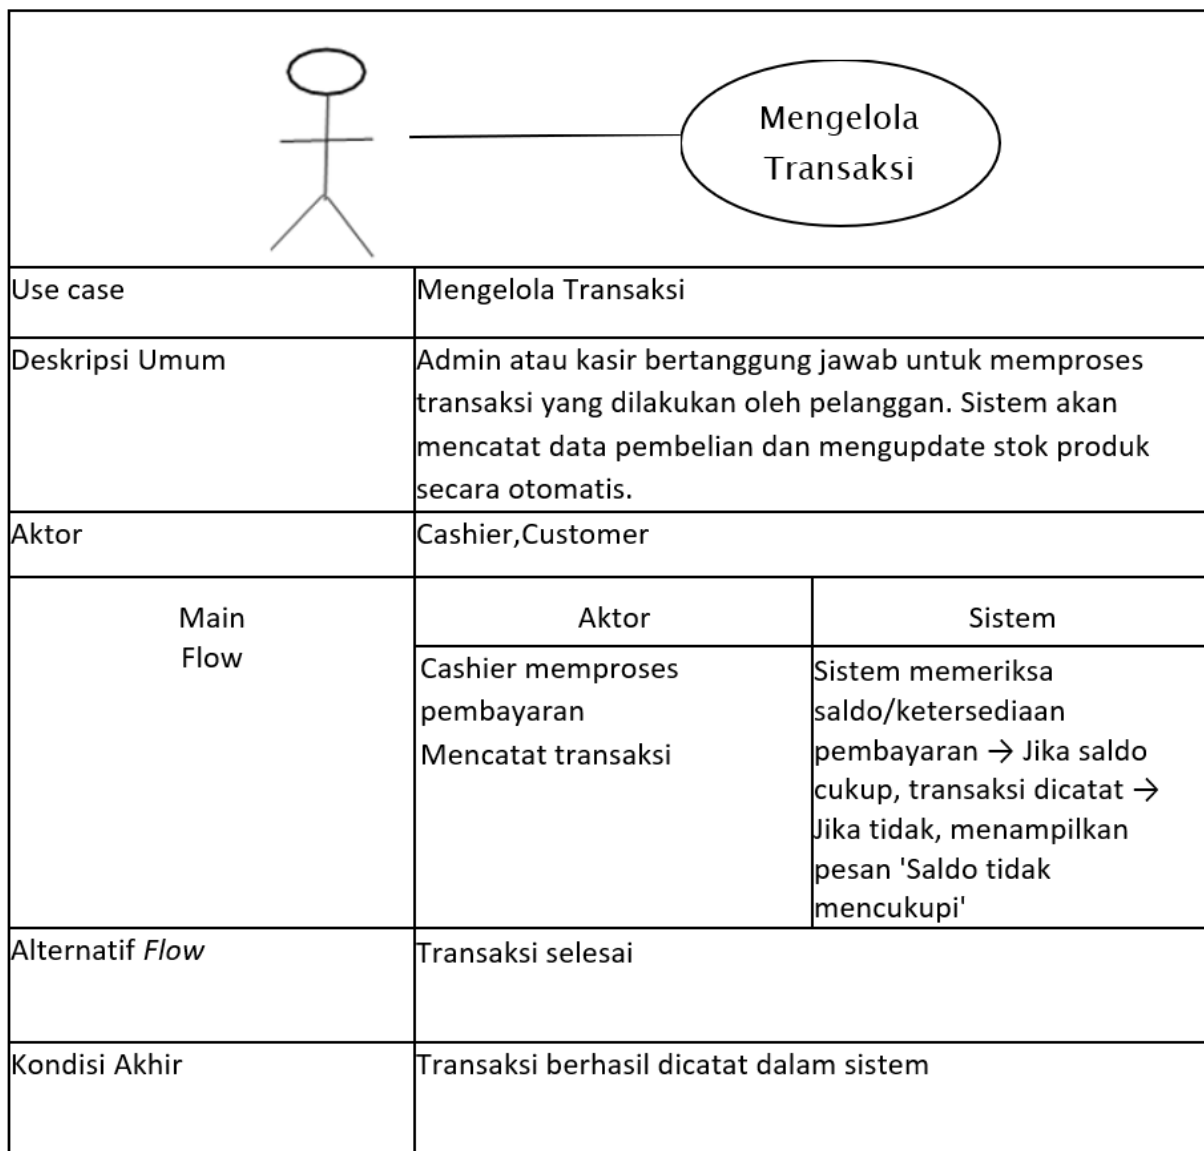 Mengelola
Transaksi
Use case
Mengelola Transaksi
Deskripsi Umum
Admin atau kasir bertanggung jawab untuk memproses
transaksi yang dilakukan oleh pelanggan. Sistem akan
mencatat data pembelian dan mengupdate stok produk
secara otomatis.
Aktor
Cashier,Customer
Main
Flow
Aktor
Sistem
Cashier memproses
pembayaran
Mencatat transaksi
Sistem memeriksa
saldo/ketersediaan
pembayaran → Jika saldo
cukup, transaksi dicatat →
Jika tidak, menampilkan
pesan 'Saldo tidak
mencukupi'
Alternatif Flow
Transaksi selesai
Kondisi Akhir
Transaksi berhasil dicatat dalam sistem